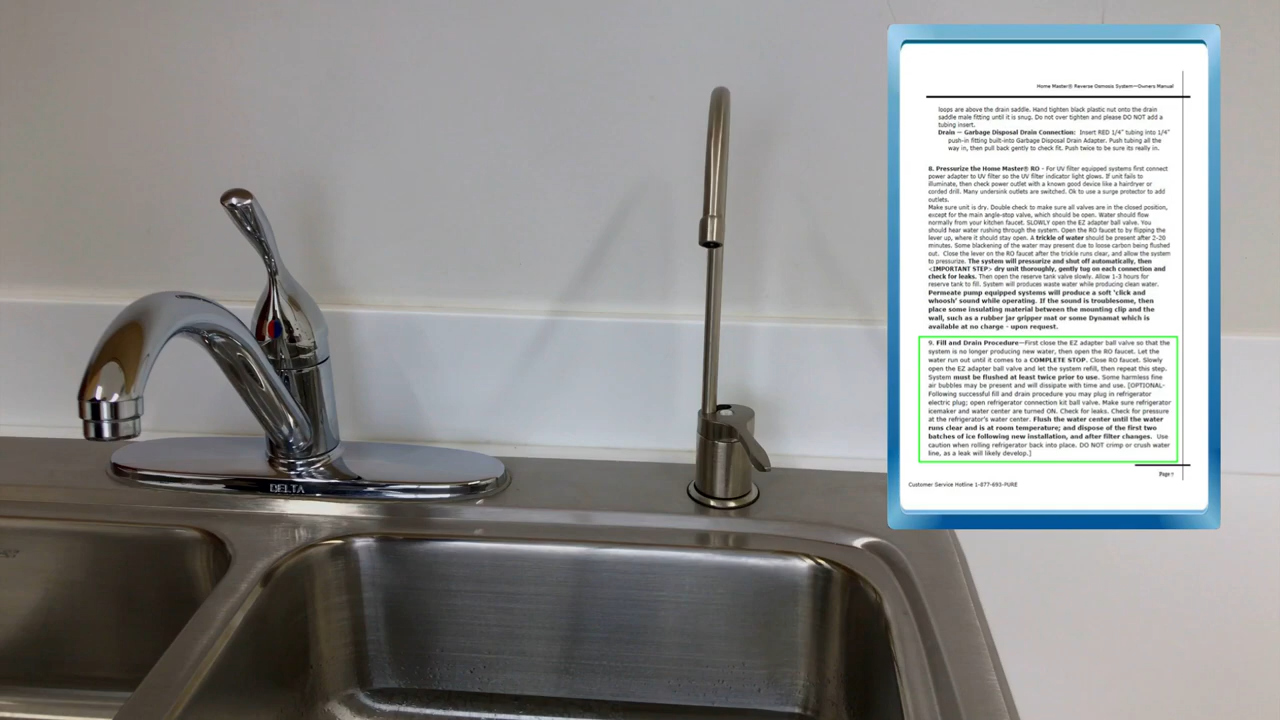 Home Master® Reverse Osmosis System—Owners Manual
loops are above the drain saddle. Hand tighten black plastic nut onto the drain
saddle male fitting until it is snug. Do not over tighten and please DO NOT add a
tubing insert.
Drain — Garbage Disposal Drain Connection: Insert RED 1/4" tubing into 1/4"
push-in fitting built-into Garbage Disposal Drain Adapter. Push tubing all the
way in, then pull back gently to check fit. Push twice to be sure its really in.
8. Pressurize the Home Master® RO - For UV filter equipped systems first connect
power adapter to UV filter so the UV filter indicator light glows. If unit fails to
illuminate, then check power outlet with a known good device like a hairdryer or
corded drill. Many undersink outlets are switched. Ok to use a surge protector to add
outlets.
Make sure unit is dry. Double check to make sure all valves are in the closed position,
except for the main angle-stop valve, which should be open. Water should flow
normally from your kitchen faucet. SLOWLY open the EZ adapter ball valve. You
should hear water rushing through the system. Open the RO faucet to by flipping the
lever up, where it should stay open. A trickle of water should be present after 2-20
minutes. Some blackening of the water may present due to loose carbon being flushed
out. Close the lever on the RO faucet after the trickle runs clear, and allow the system
to pressurize. The system will pressurize and shut off automatically, then
<IMPORTANT STEP> dry unit thoroughly, gently tug on each connection and
check for leaks. Then open the reserve tank valve slowly. Allow 1-3 hours for
reserve tank to fill. System will produces waste water while producing clean water.
Permeate pump equipped systems will produce a soft 'click and
whoosh' sound while operating. If the sound is troublesome, then
place some insulating material between the mounting clip and the
wall, such as a rubber jar gripper mat or some Dynamat which is
available at no charge - upon request.
9. Fill and Drain Procedure—First close the EZ adapter ball valve so that the
system is no longer producing new water, then open the RO faucet. Let the
water run out until it comes to a COMPLETE STOP. Close RO faucet. Slowly
open the EZ adapter ball valve and let the system refill, then repeat this step.
System must be flushed at least twice prior to use. Some harmless fine
air bubbles may be present and will dissipate with time and use. [OPTIONAL-
Following successful fill and drain procedure you may plug in refrigerator
electric plug; open refrigerator connection kit ball valve. Make sure refrigerator
icemaker and water center are turned ON. Check for leaks. Check for pressure
at the refrigerator's water center. Flush the water center until the water
runs clear and is at room temperature; and dispose of the first two
batches of ice following new installation, and after filter changes. Use
caution when rolling refrigerator back into place. DO NOT crimp or crush water
line, as a leak will likely develop.]
Page 7
Customer Service Hotline 1-877-693-PURE
DELTA